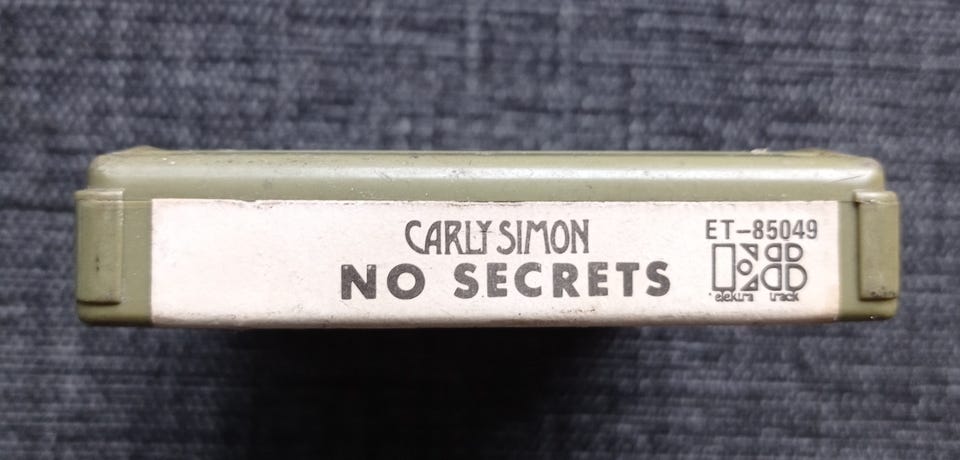 CARLY SIMON
NO SECRETS
ET-85049
elektra track